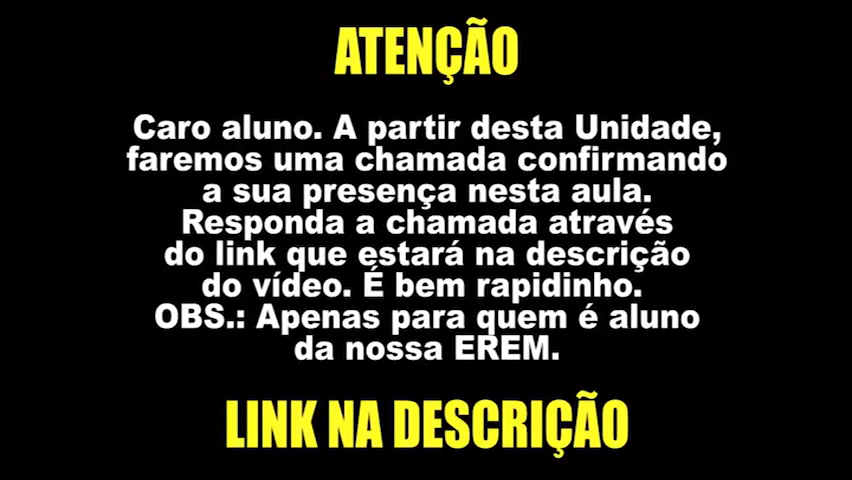 ATENÇÃO
Caro aluno. A partir desta Unidade,
faremos uma chamada confirmando
a sua presença nesta aula.
Responda a chamada através
do link que estará na descrição
do vídeo. É bem rapidinho.
OBS.: Apenas para quem é aluno
da nossa EREM.
LINK NA DESCRIÇÃO